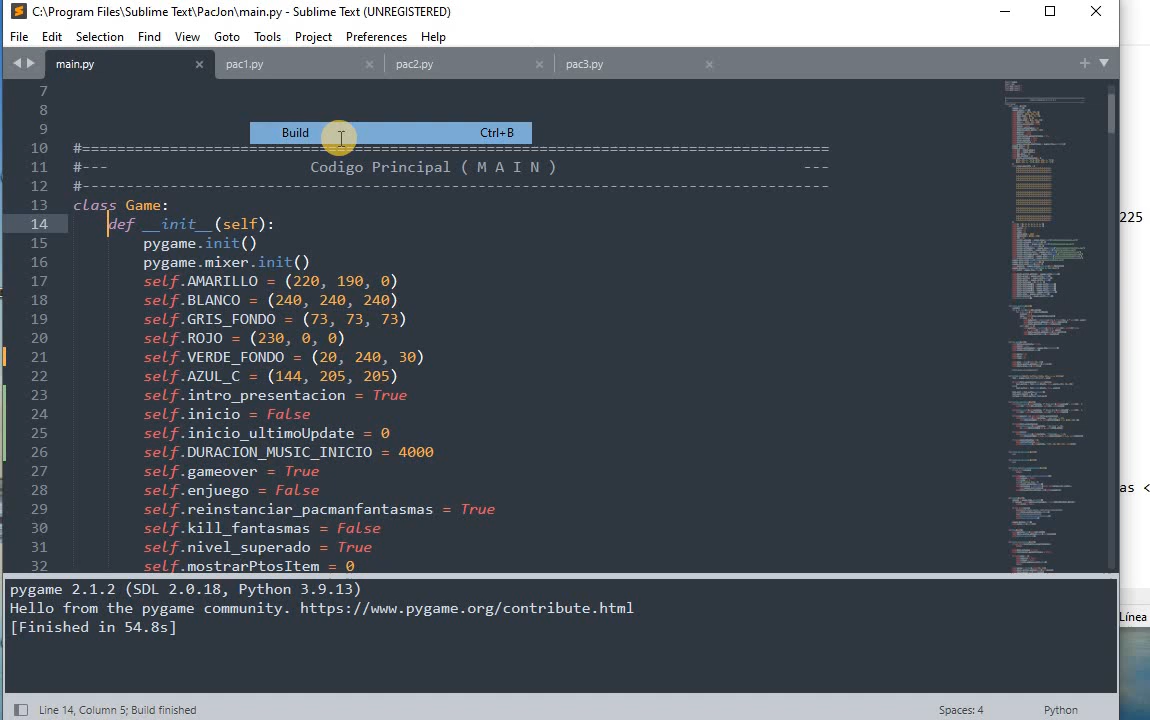 C:\Program Files\Sublime Text\PacJon\main.py - Sublime Text (UNREGISTERED)
File Edit Selection Find View Goto Tools Project Preferences Help
main.py pac1.py pac2.py pac3.py
7
8
9
Build Ctrl+B
10 #=====================================================================================
11 #--- Codigo Principal ( M A I N ) ---
12 #-------------------------------------------------------------------------------------
13 class Game:
14 def __init__(self):
15 pygame.init()
16 pygame.mixer.init()
17 self.AMARILLO = (220, 190, 0)
18 self.BLANCO = (240, 240, 240)
19 self.GRIS_FONDO = (73, 73, 73)
20 self.ROJO = (230, 0, 0)
21 self.VERDE_FONDO = (20, 240, 30)
22 self.AZUL_C = (144, 205, 205)
23 self.intro_presentacion = True
24 self.inicio = False
25 self.inicio_ultimoUpdate = 0
26 self.DURACION_MUSIC_INICIO = 4000
27 self.gameover = True
28 self.enjuego = False
29 self.reinstanciar_pacmanfantasmas = True
30 self.kill_fantasmas = False
31 self.nivel_superado = True
32 self.mostrarPtosItem = 0
pygame 2.1.2 (SDL 2.0.18, Python 3.9.13)
Hello from the pygame community. https://www.pygame.org/contribute.html
[Finished in 54.8s]
Line 14, Column 5; Build finished Spaces: 4 Python
225
as <
Línea